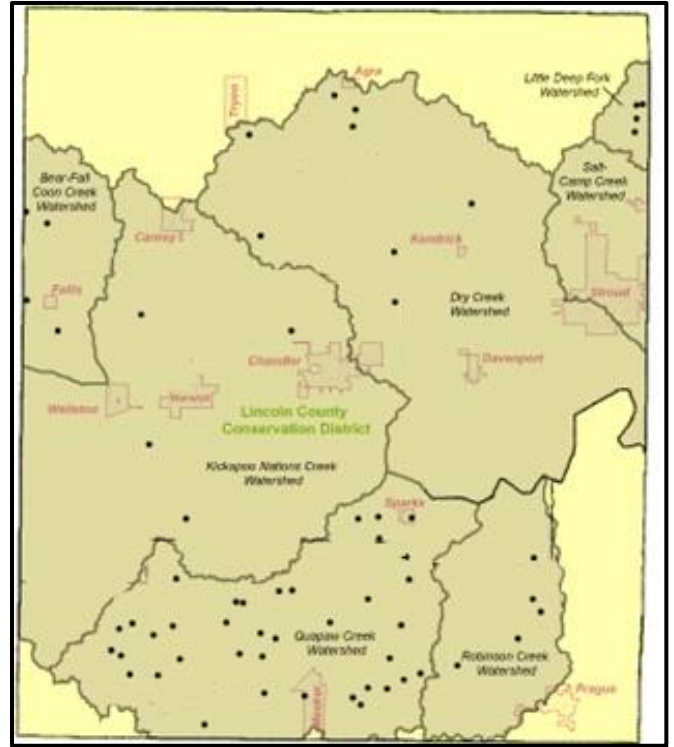 Agra
Tryon
Little Deep Fork
Watershed
Bear-Fall
Coon Creek
Watershed
Salt-
Camp Creek
Watershed
Carney
Kendrick
Fallis
Dry Creek
Watershed
Stroud
Chandler
Davenport
Wellston
Warwick
Lincoln County
Conservation District
Kickapoo Nations Creek
Watershed
Sparks
Quapaw Creek
Watershed
Robinson Creek
Watershed
Meeker
Prague